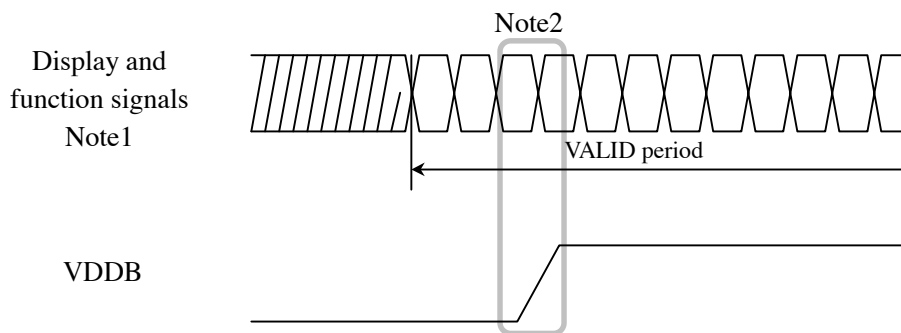 Note2
Display and
function signals
Note1
VALID period
VDDB